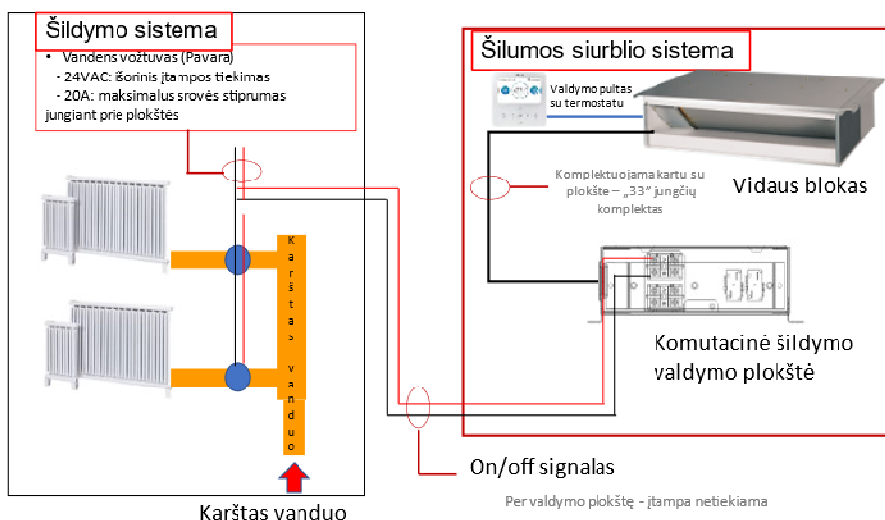 Šildymo sistema
• Vandens vožtuvas (Pavara)
- 24VAC: išorinis įtampos tiekimas
- 20A: maksimalus srovės stiprumas
jungiant prie plokštės
Karštas vanduo
Karštas vanduo
Šilumos siurblio sistema
Valdymo pultas
su termostatu
Komplektuojama kartu su
plokšte – „33” jungčių
komplektas
Vidaus blokas
Komutacinė šildymo
valdymo plokštė
On/off signalas
Per valdymo plokštę - įtampa netiekiama